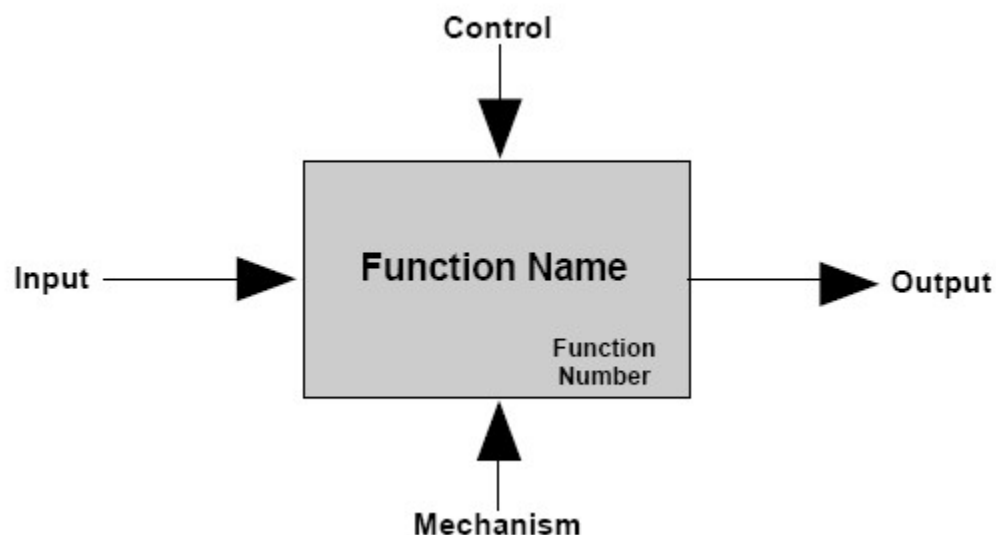 Control
Input
Function Name
Output
Function
Number
Mechanism